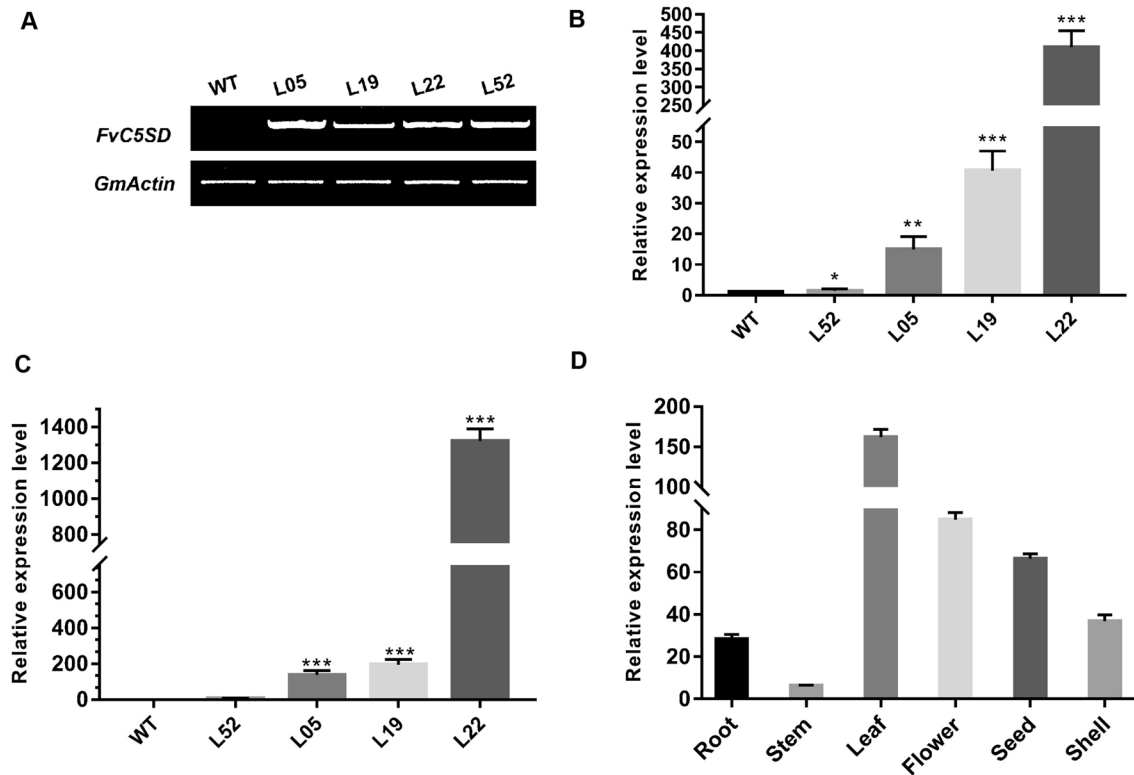 A
WT L05 L19 L22 L52
FvC5SD
GmActin
B
Relative expression level
500
450
400
350
300
250
50
40
30
20
10
0
*
**
***
***
WT L52 L05 L19 L22
C
Relative expression level
1400
1200
1000
800
600
400
200
0
***
***
***
WT L52 L05 L19 L22
D
Relative expression level
200
150
100
80
60
40
20
0
Root Stem Leaf Flower Seed Shell